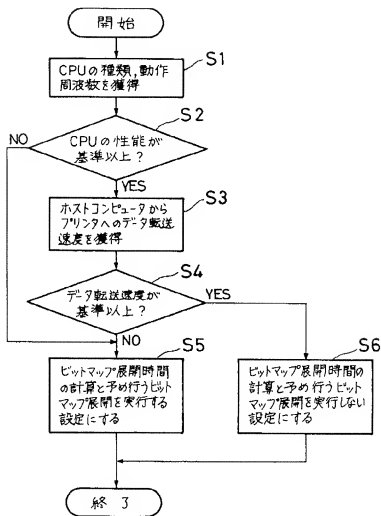 開始
S1
CPUの種類,動作
周波数を獲得
S2
NO
CPUの性能が
基準以上?
YES
S3
ホストコンピュータから
プリンタへのデータ転送
速度を獲得
S4
データ転送速度が
基準以上?
YES
NO
S5
ビットマップ展開時間
の計算と予め行うビット
マップ展開を実行する
設定にする
S6
ビットマップ展開時間の
計算と予め行うビット
マップ展開を実行しない
設定にする
終了